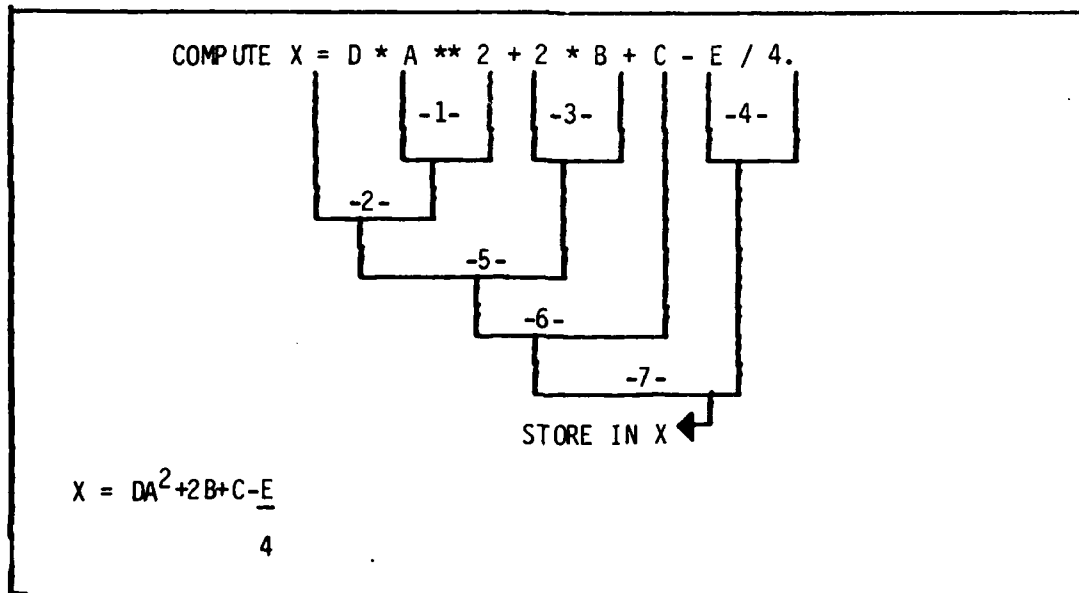 COMPUTE X = D * A ** 2 + 2 * B + C - E / 4.
-1- -3- -4-
-2-
-5-
-6-
-7-
STORE IN X
X = DA²+2B+C-E
4